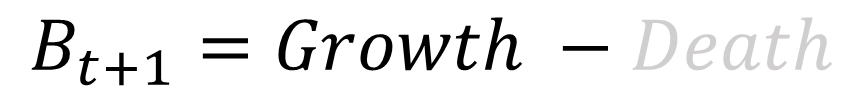 B_{t+1} = Growth − Death